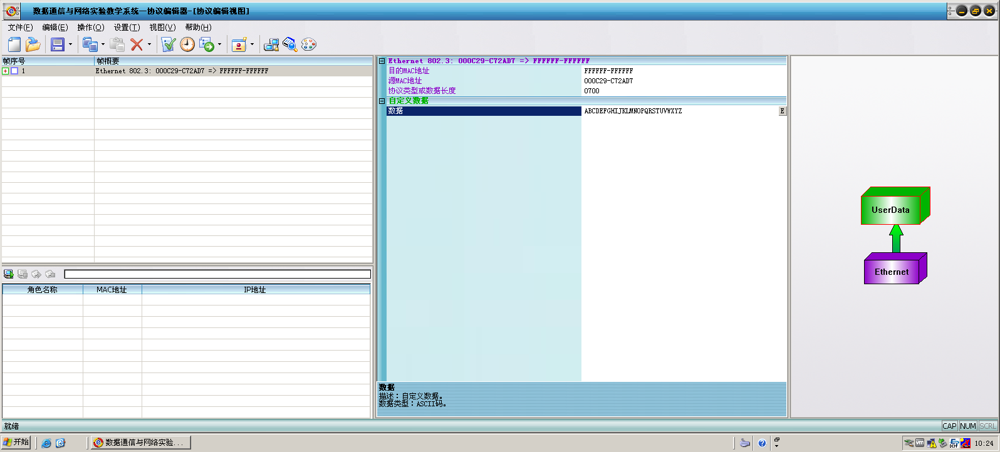 数据通信与网络实验教学系统—协议编辑器-[协议编辑视图]
文件(F) 编辑(E) 操作(O) 设置(T) 视图(V) 帮助(H)
帧序号 帧概要
1 Ethernet 802.3: 000C29-C72AD7 => FFFFFF-FFFFFF
角色名称 MAC地址 IP地址
Ethernet 802.3: 000C29-C72AD7 => FFFFFF-FFFFFF
目的MAC地址 FFFFFF-FFFFFF
源MAC地址 000C29-C72AD7
协议类型或数据长度 0700
自定义数据
数据 ABCDEFGHIJKLMNOPQRSTUVWXYZ E
数据
描述：自定义数据。
数据类型：ASCII码。
UserData
Ethernet
就绪 CAP NUM SCRL
开始 数据通信与网络实验... 10:24